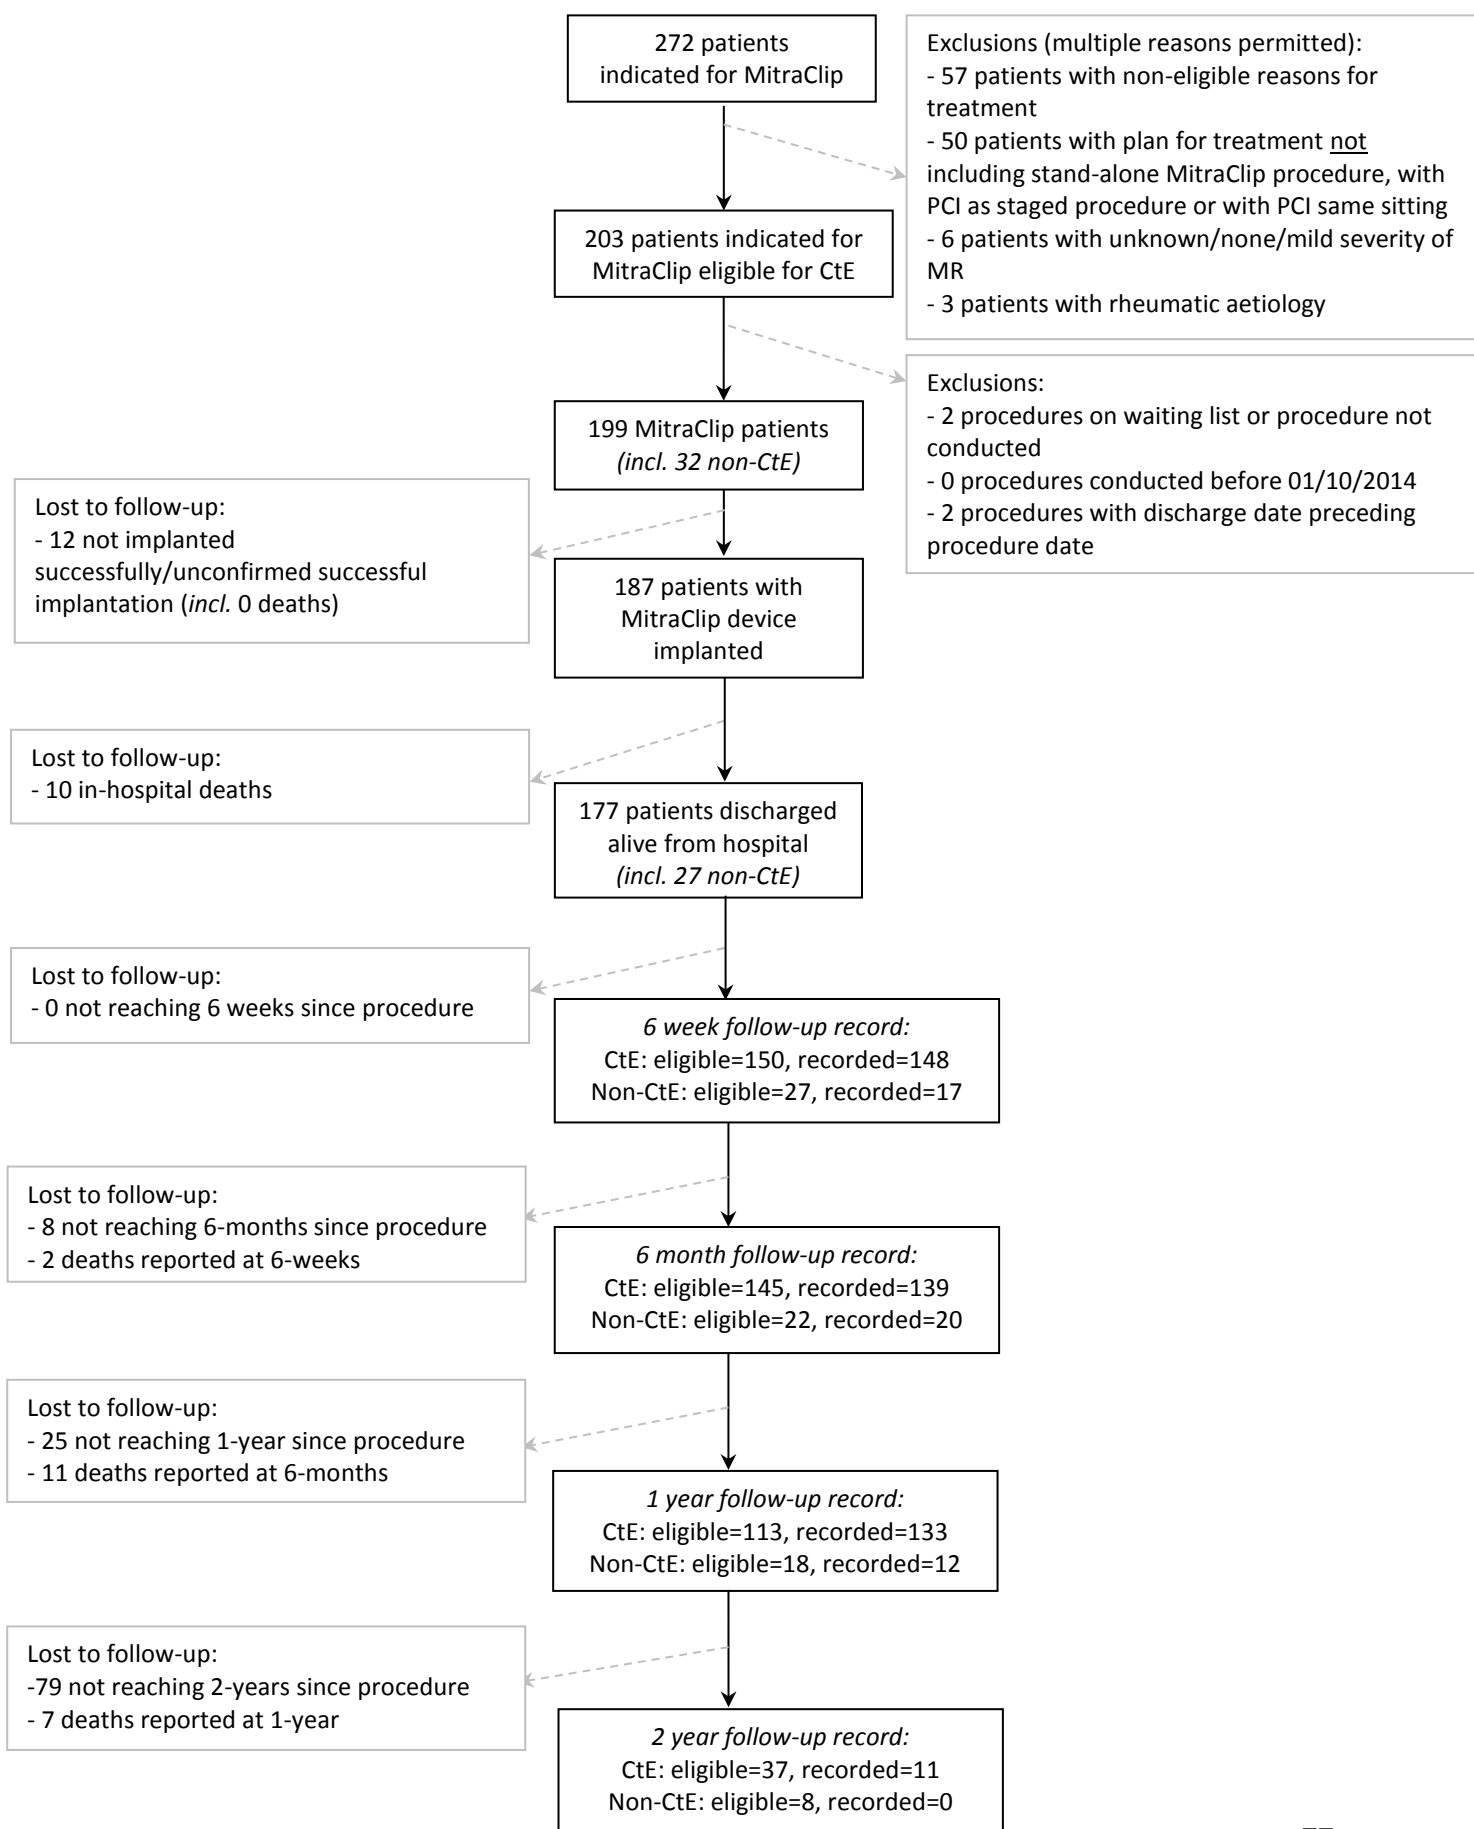 272 patients
indicated for MitraClip
Exclusions (multiple reasons permitted):
- 57 patients with non-eligible reasons for
treatment
- 50 patients with plan for treatment not
including stand-alone MitraClip procedure, with
PCI as staged procedure or with PCI same sitting
- 6 patients with unknown/none/mild severity of
MR
- 3 patients with rheumatic aetiology
203 patients indicated for
MitraClip eligible for CtE
Exclusions:
- 2 procedures on waiting list or procedure not
conducted
- 0 procedures conducted before 01/10/2014
- 2 procedures with discharge date preceding
procedure date
199 MitraClip patients
(incl. 32 non-CtE)
Lost to follow-up:
- 12 not implanted
successfully/unconfirmed successful
implantation (incl. 0 deaths)
187 patients with
MitraClip device
implanted
Lost to follow-up:
- 10 in-hospital deaths
177 patients discharged
alive from hospital
(incl. 27 non-CtE)
Lost to follow-up:
- 0 not reaching 6 weeks since procedure
6 week follow-up record:
CtE: eligible=150, recorded=148
Non-CtE: eligible=27, recorded=17
Lost to follow-up:
- 8 not reaching 6-months since procedure
- 2 deaths reported at 6-weeks
6 month follow-up record:
CtE: eligible=145, recorded=139
Non-CtE: eligible=22, recorded=20
Lost to follow-up:
- 25 not reaching 1-year since procedure
- 11 deaths reported at 6-months
1 year follow-up record:
CtE: eligible=113, recorded=133
Non-CtE: eligible=18, recorded=12
Lost to follow-up:
-79 not reaching 2-years since procedure
- 7 deaths reported at 1-year
2 year follow-up record:
CtE: eligible=37, recorded=11
Non-CtE: eligible=8, recorded=0